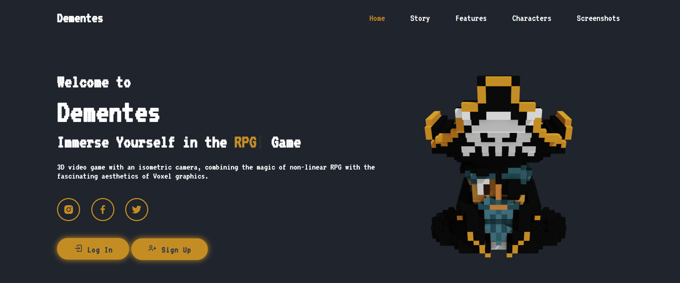 Dementes
Home Story Features Characters Screenshots
Welcome to
Dementes
Immerse Yourself in the RPG Game
3D video game with an isometric camera, combining the magic of non-linear RPG with the
fascinating aesthetics of Voxel graphics.
Log In
Sign Up